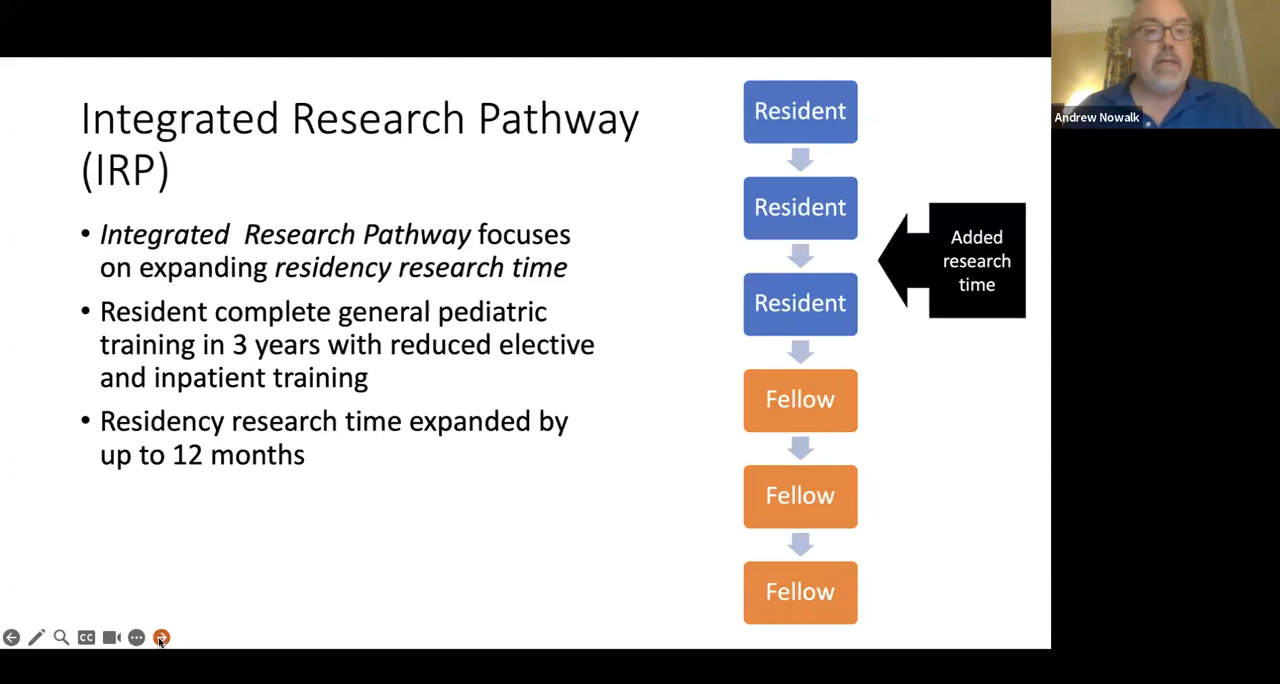 Integrated Research Pathway
(IRP)
• Integrated Research Pathway focuses
on expanding residency research time
• Resident complete general pediatric
training in 3 years with reduced elective
and inpatient training
• Residency research time expanded by
up to 12 months
Resident
Resident
Resident
Fellow
Fellow
Fellow
Added
research
time
CC
Andrew Nowalk